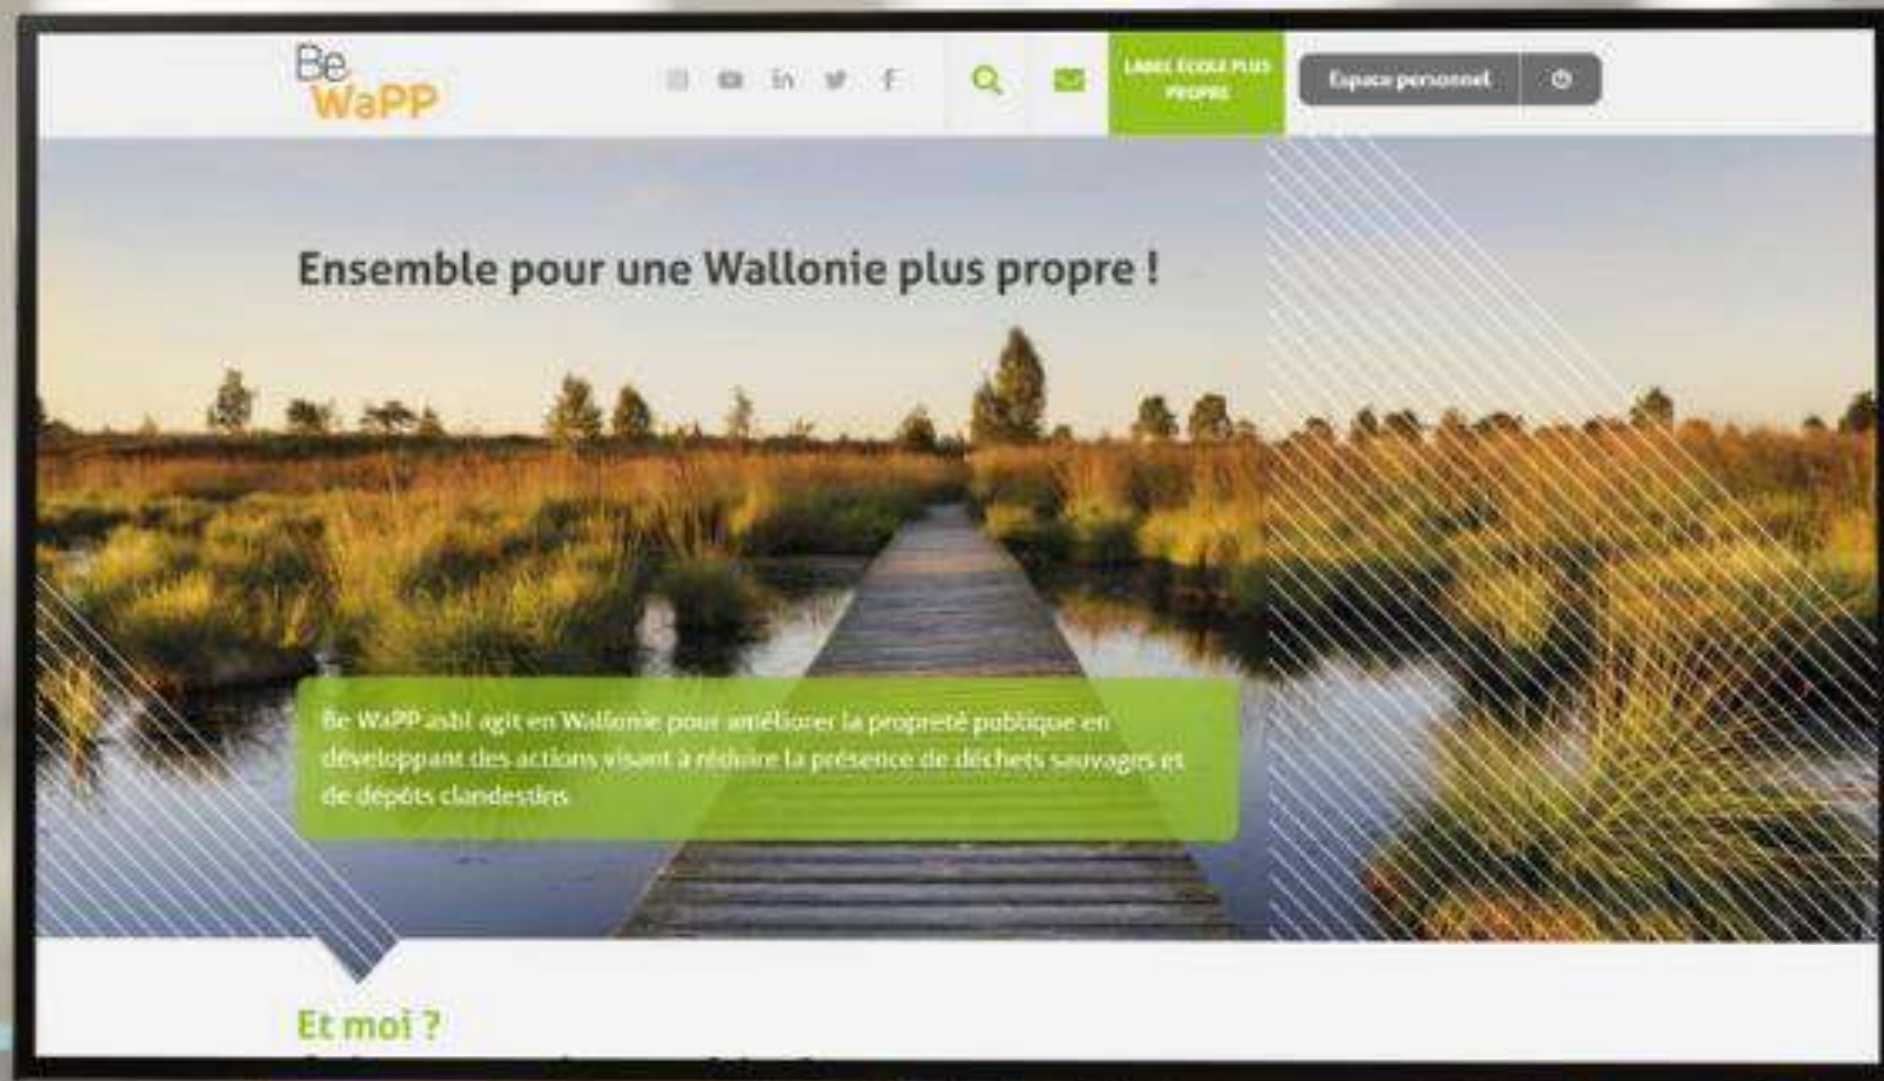 Be
WaPP
LABEL ÉCOLE PLUS
PROPRE
Espace personnel
Ensemble pour une Wallonie plus propre !
Be WaPP asbl agit en Wallonie pour améliorer la propreté publique en
développant des actions visant à réduire la présence de déchets sauvages et
de dépôts clandestins
Et moi ?